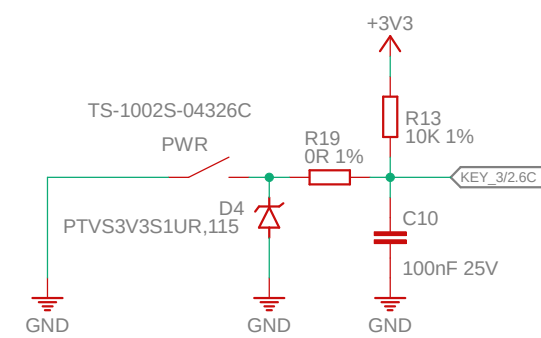 +3V3
TS-1002S-04326C
PWR
R13
10K 1%
R19
0R 1%
KEY_3/2.6C
D4
PTVS3V3S1UR,115
C10
100nF 25V
GND
GND
GND